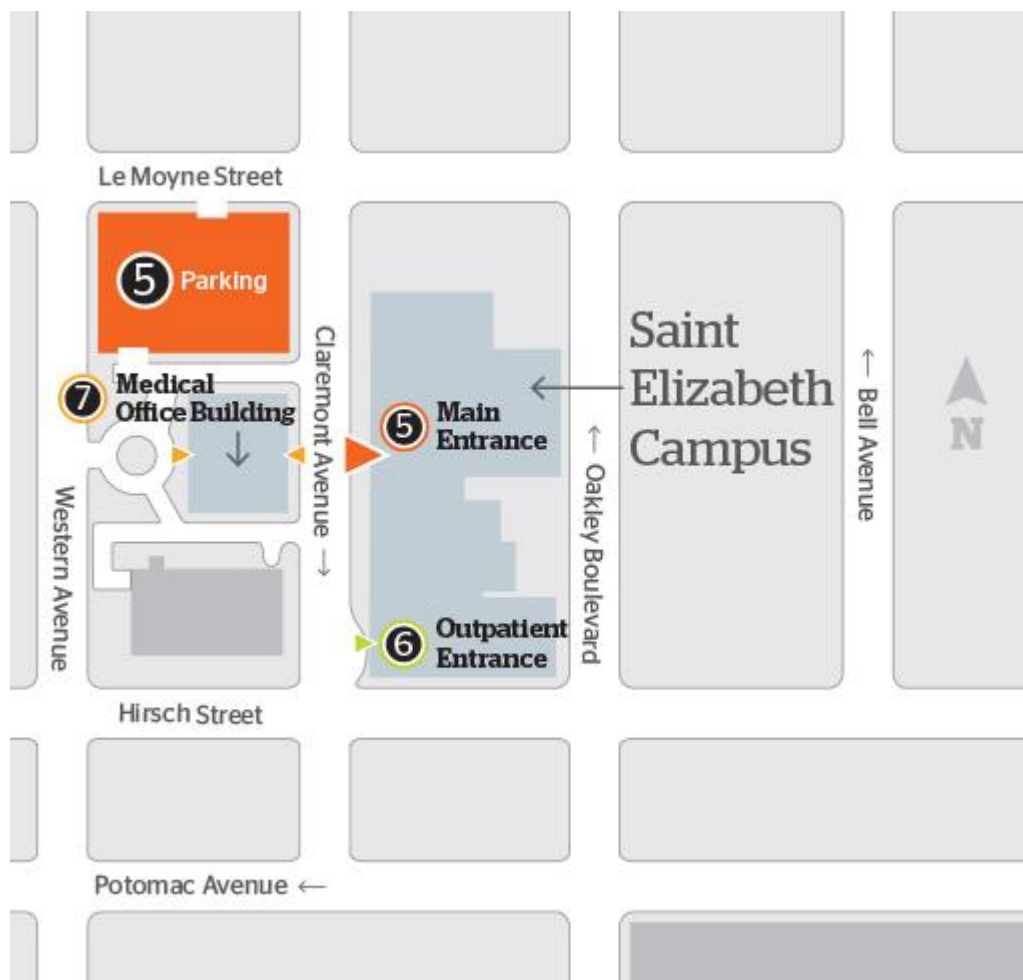 Le Moyne Street
5 Parking
Saint
Elizabeth
Campus
7 Medical
Office Building
Claremont Avenue →
5 Main
Entrance
← Oakley Boulevard
← Bell Avenue
N
Western Avenue
6 Outpatient
Entrance
Hirsch Street
Potomac Avenue ←